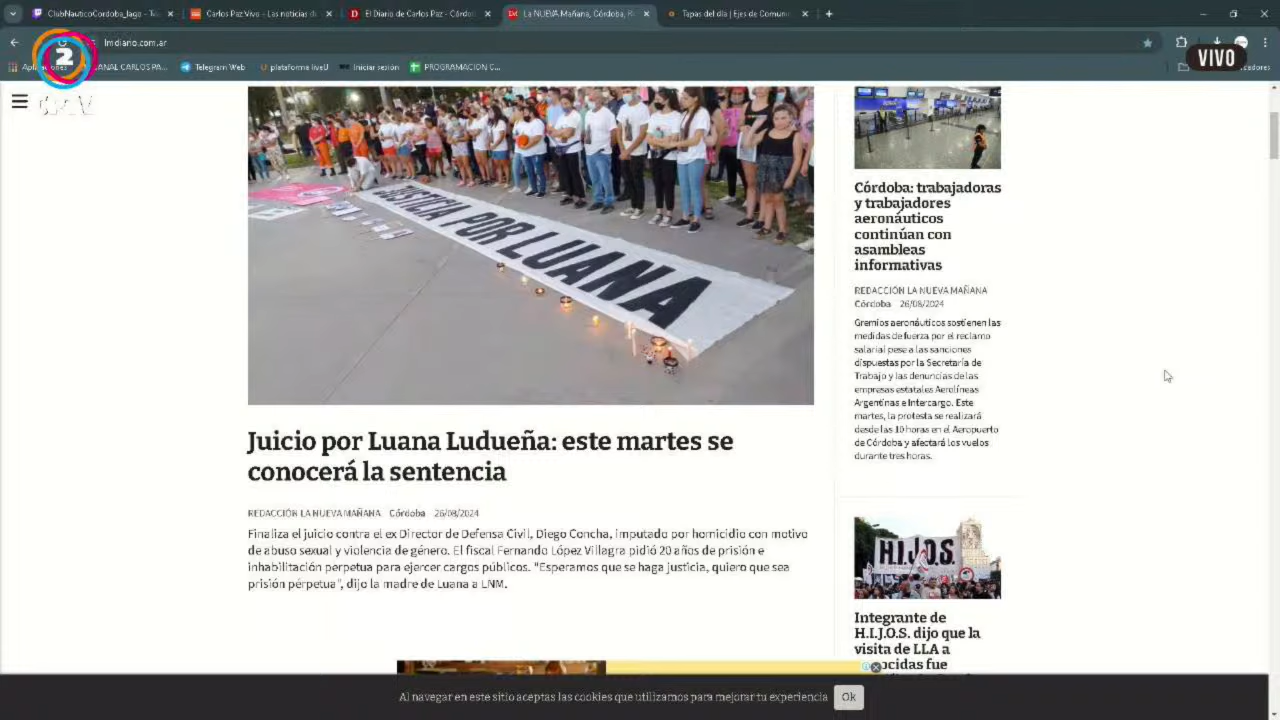 ClubNauticoCordoba_lago - Tw
Carlos Paz Vivo - Las noticias d
El Diario de Carlos Paz - Córdob
La NUEVA Mañana, Córdoba, R
Tapas del día | Ejes de Comuni
lmdiario.com.ar
2
VIVO
ANAL CARLOS PA...
Telegram Web
plataforma liveU
Iniciar sesión
PROGRAMACION C...
JUSTICIA POR LUANA
Juicio por Luana Ludueña: este martes se
conocerá la sentencia
REDACCIÓN LA NUEVA MAÑANA Córdoba 26/08/2024
Finaliza el juicio contra el ex Director de Defensa Civil, Diego Concha, imputado por homicidio con motivo
de abuso sexual y violencia de género. El fiscal Fernando López Villagra pidió 20 años de prisión e
inhabilitación perpetua para ejercer cargos públicos. "Esperamos que se haga justicia, quiero que sea
prisión perpetua", dijo la madre de Luana a LNM.
Córdoba: trabajadoras
y trabajadores
aeronáuticos
continúan con
asambleas
informativas
REDACCIÓN LA NUEVA MAÑANA
Córdoba 26/08/2024
Gremios aeronáuticos sostienen las
medidas de fuerza por el reclamo
salarial pese a las sanciones
dispuestas por la Secretaría de
Trabajo y las denuncias de las
empresas estatales Aerolíneas
Argentinas e Intercargo. Este
martes, la protesta se realizará
desde las 10 horas en el Aeropuerto
de Córdoba y afectará los vuelos
durante tres horas.
H.I.J.O.S.
Integrante de
H.I.J.O.S. dijo que la
visita de LLA a
ocidas fue
Al navegar en este sitio aceptas las cookies que utilizamos para mejorar tu experiencia
Ok